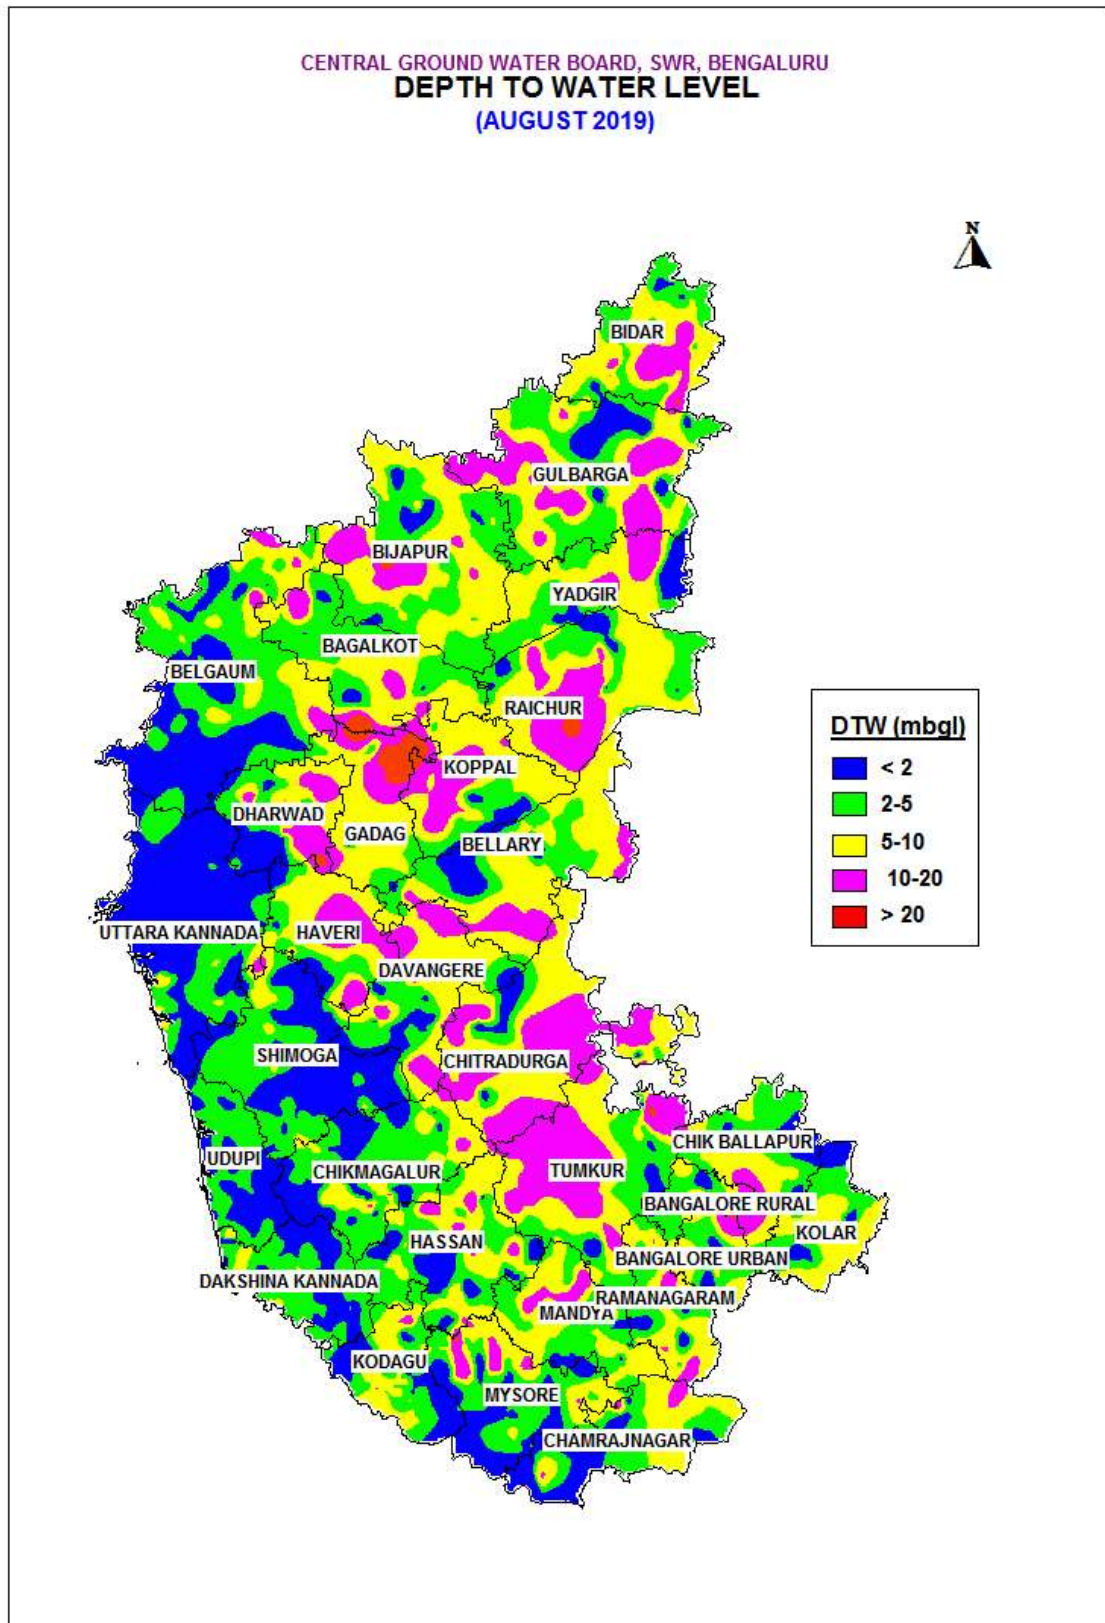 CENTRAL GROUND WATER BOARD, SWR, BENGALURU
DEPTH TO WATER LEVEL
(AUGUST 2019)
N
BIDAR
GULBARGA
BIJAPUR
YADGIR
BAGALKOT
BELGAUM
RAICHUR
KOPPAL
DHARWAD
GADAG
BELLARY
UTTARA KANNADA
HAVERI
DAVANGERE
SHIMOGA
CHITRADURGA
CHIK BALLAPUR
UDUPI
CHIKMAGALUR
TUMKUR
BANGALORE RURAL
KOLAR
HASSAN
BANGALORE URBAN
DAKSHINA KANNADA
RAMANAGARAM
MANDYA
KODAGU
MYSORE
CHAMRAJNAGAR
DTW (mbgl)
< 2
2-5
5-10
10-20
> 20